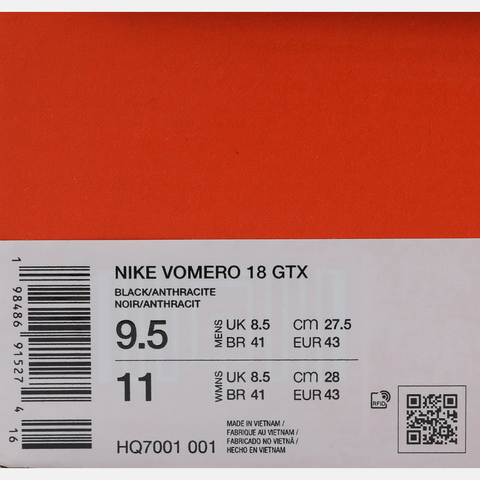 NIKE VOMERO 18 GTX
BLACK/ANTHRACITE
NOIR/ANTHRACIT
9.5 MENS UK 8.5 cm 27.5
BR 41 EUR 43
11 WMNS UK 8.5 cm 28
BR 41 EUR 43
HQ7001 001
MADE IN VIETNAM /
FABRIQUE AU VIETNAM /
FABRICADO NO VIETNÃ /
HECHO EN VIETNAM
RFID
1 98486 91527 4 16